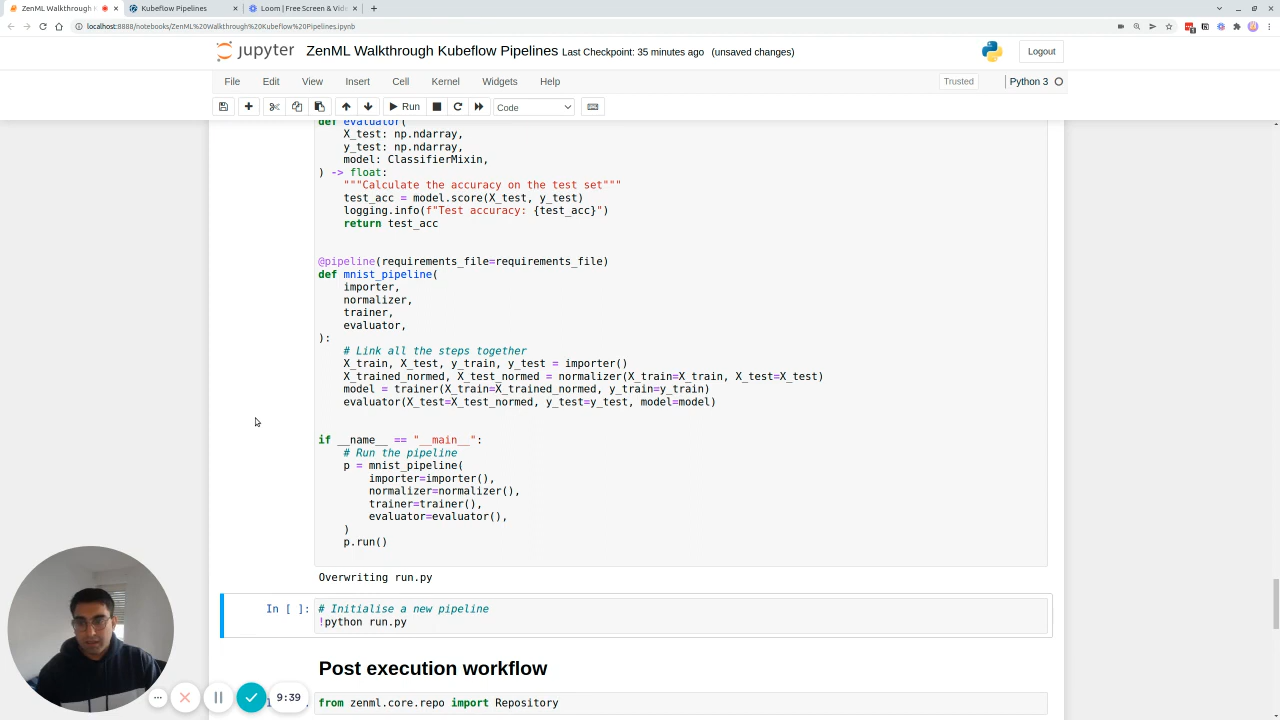 ZenML Walkthrough K
Kubeflow Pipelines
Loom | Free Screen & Vide
localhost:8888/notebooks/ZenML%20Walkthrough%20Kubeflow%20Pipelines.ipynb
jupyter ZenML Walkthrough Kubeflow Pipelines Last Checkpoint: 35 minutes ago (unsaved changes)
Logout
File Edit View Insert Cell Kernel Widgets Help
Trusted
Python 3
Run
Code
def evaluator(
X_test: np.ndarray,
y_test: np.ndarray,
model: ClassifierMixin,
) -> float:
"""Calculate the accuracy on the test set"""
test_acc = model.score(X_test, y_test)
logging.info(f"Test accuracy: {test_acc}")
return test_acc
@pipeline(requirements_file=requirements_file)
def mnist_pipeline(
importer,
normalizer,
trainer,
evaluator,
):
# Link all the steps together
X_train, X_test, y_train, y_test = importer()
X_trained_normed, X_test_normed = normalizer(X_train=X_train, X_test=X_test)
model = trainer(X_train=X_trained_normed, y_train=y_train)
evaluator(X_test=X_test_normed, y_test=y_test, model=model)
if __name__ == "__main__":
# Run the pipeline
p = mnist_pipeline(
importer=importer(),
normalizer=normalizer(),
trainer=trainer(),
evaluator=evaluator(),
)
p.run()
Overwriting run.py
In [ ]: # Initialise a new pipeline
!python run.py
Post execution workflow
from zenml.core.repo import Repository
9:39